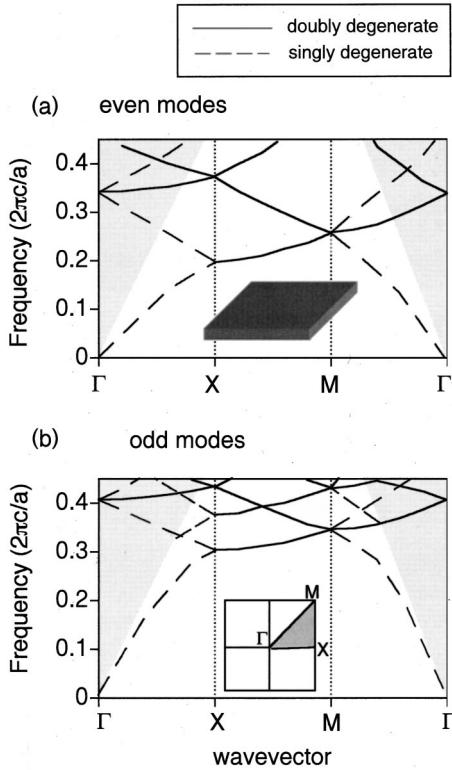 doubly degenerate
singly degenerate
(a) even modes
Frequency (2πc/a)
0.4
0.3
0.2
0.1
0
Γ X M Γ
(b) odd modes
Frequency (2πc/a)
0.4
0.3
0.2
0.1
0
M
Γ
X
Γ X M Γ
wavevector